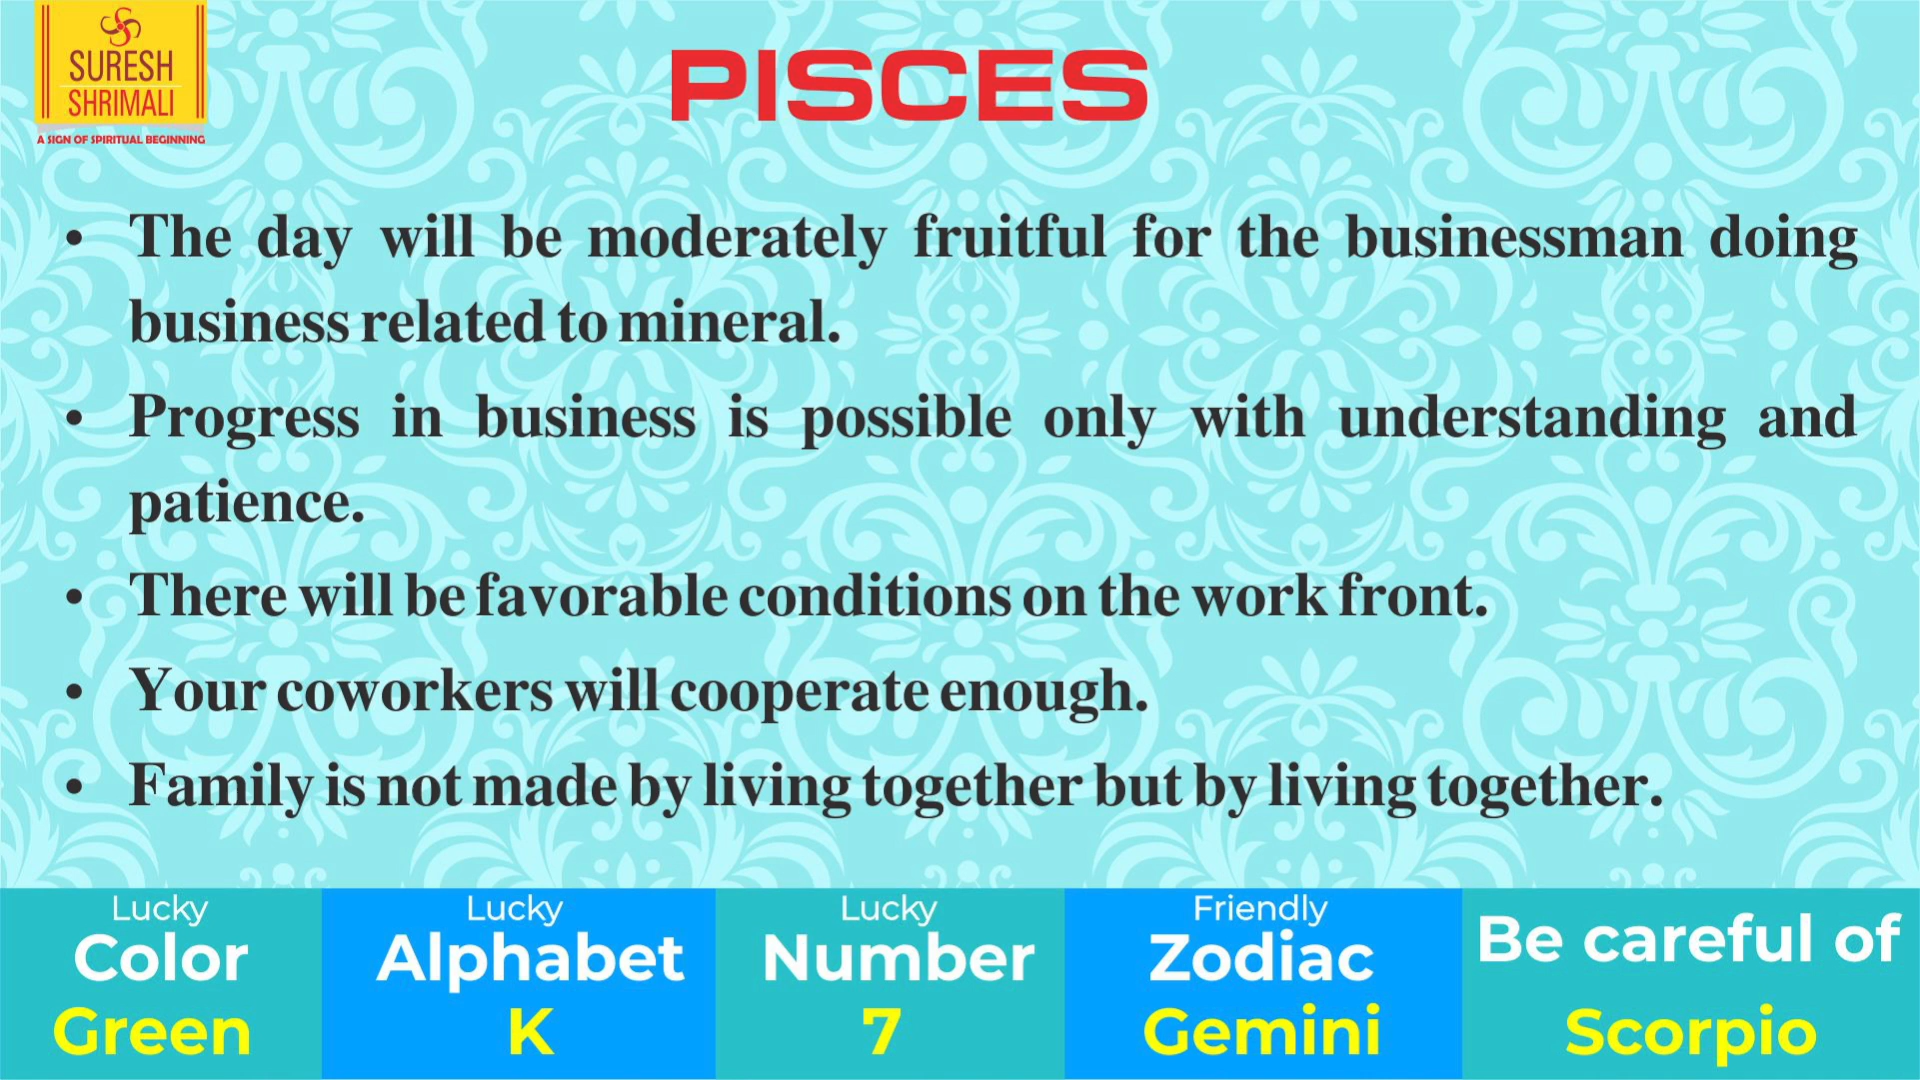 SURESH
SHRIMALI
A SIGN OF SPIRITUAL BEGINNING
PISCES
• The day will be moderately fruitful for the businessman doing
business related to mineral.
• Progress in business is possible only with understanding and
patience.
• There will be favorable conditions on the work front.
• Your coworkers will cooperate enough.
• Family is not made by living together but by living together.
Lucky
Color
Green
Lucky
Alphabet
K
Lucky
Number
7
Friendly
Zodiac
Gemini
Be careful of
Scorpio